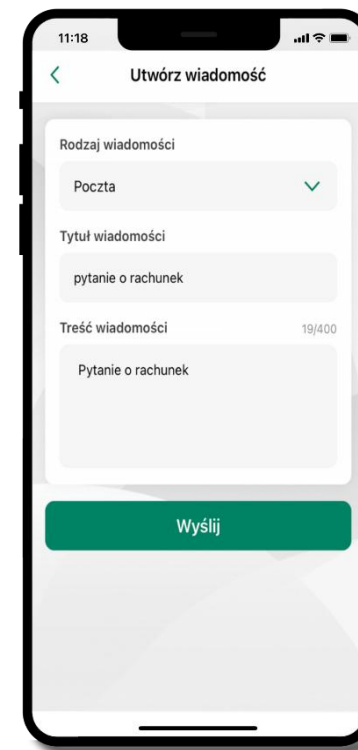 11:18
Utwórz wiadomość
Rodzaj wiadomości
Poczta
Tytuł wiadomości
pytanie o rachunek
Treść wiadomości 19/400
Pytanie o rachunek
Wyślij